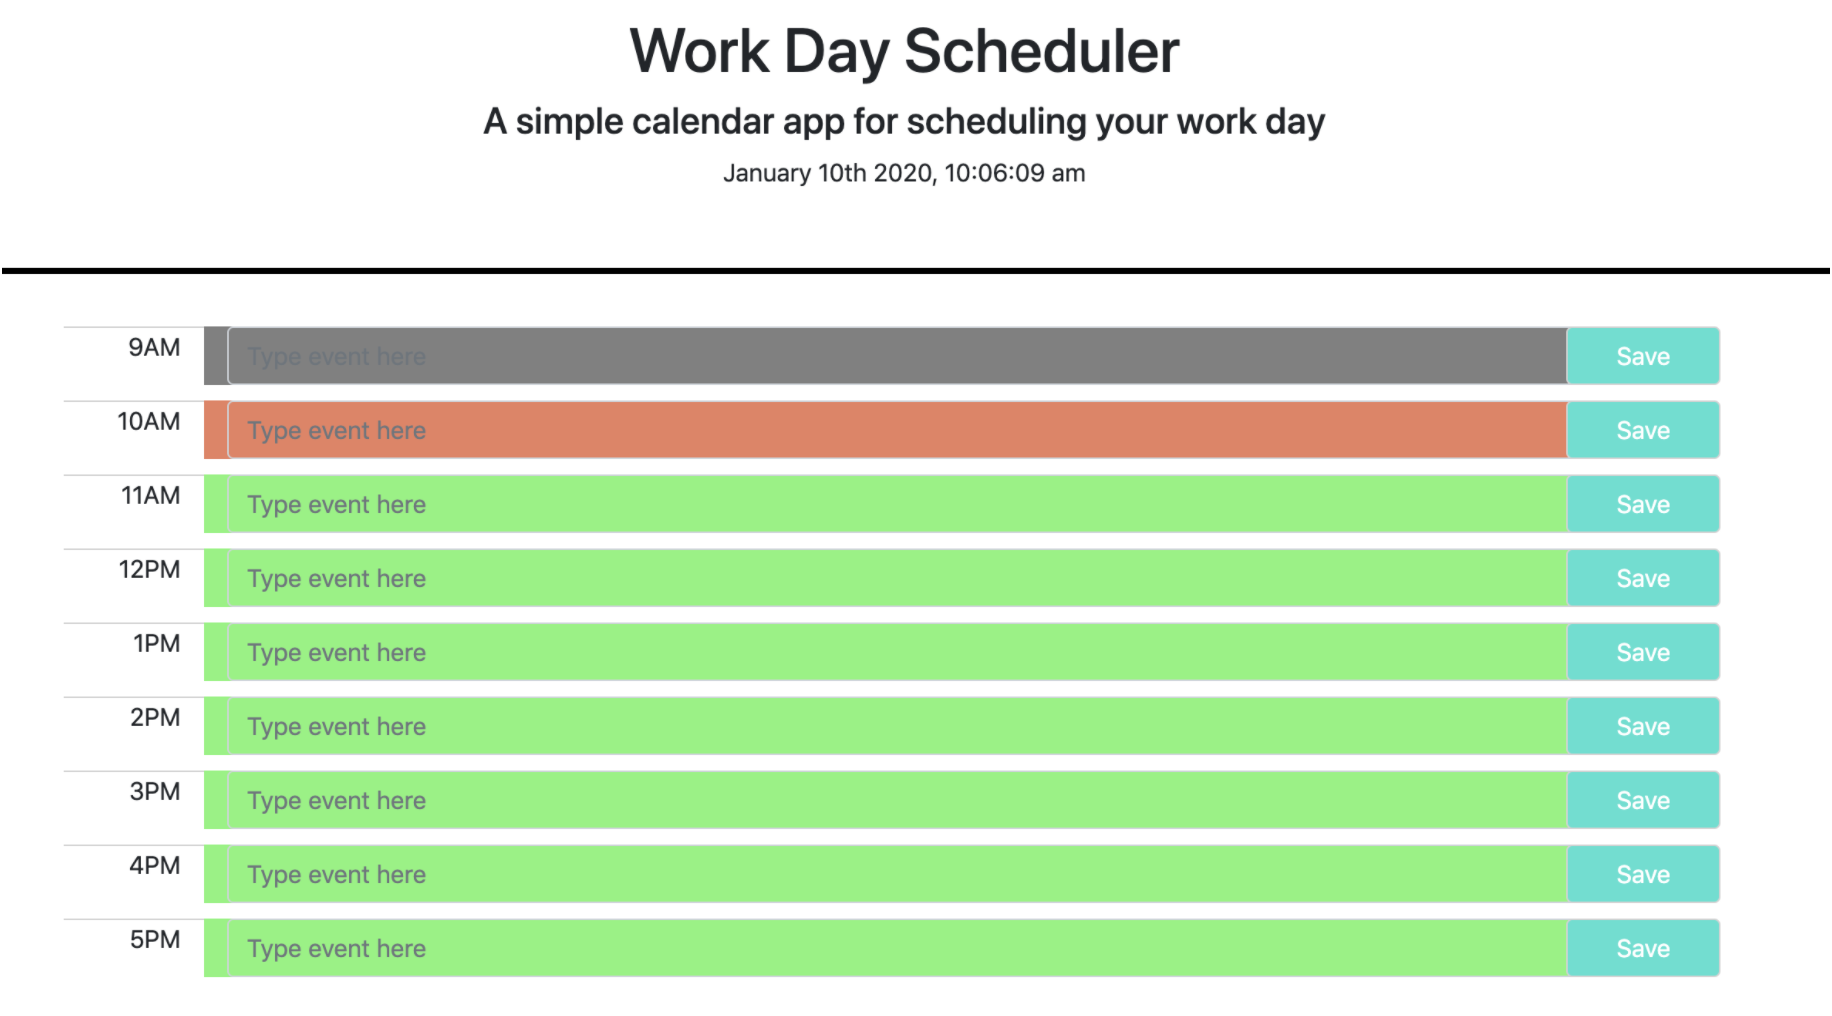 Work Day Scheduler
A simple calendar app for scheduling your work day
January 10th 2020, 10:06:09 am
9AM Type event here Save
10AM Type event here Save
11AM Type event here Save
12PM Type event here Save
1PM Type event here Save
2PM Type event here Save
3PM Type event here Save
4PM Type event here Save
5PM Type event here Save